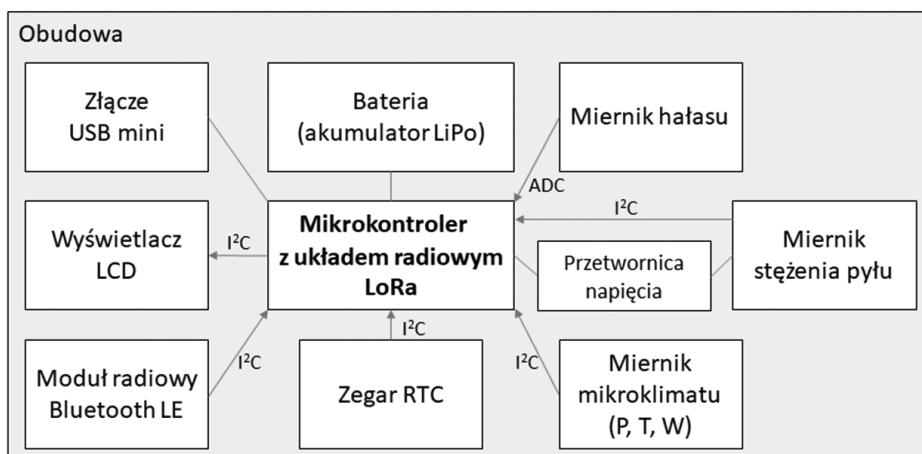 Obudowa
Złącze
USB mini
Bateria
(akumulator LiPo)
Miernik hałasu
ADC
I²C
Wyświetlacz
LCD
I²C
Mikrokontroler
z układem radiowym
LoRa
Przetwornica
napięcia
Miernik
stężenia pyłu
Moduł radiowy
Bluetooth LE
I²C
I²C
Zegar RTC
I²C
Miernik
mikroklimatu
(P, T, W)